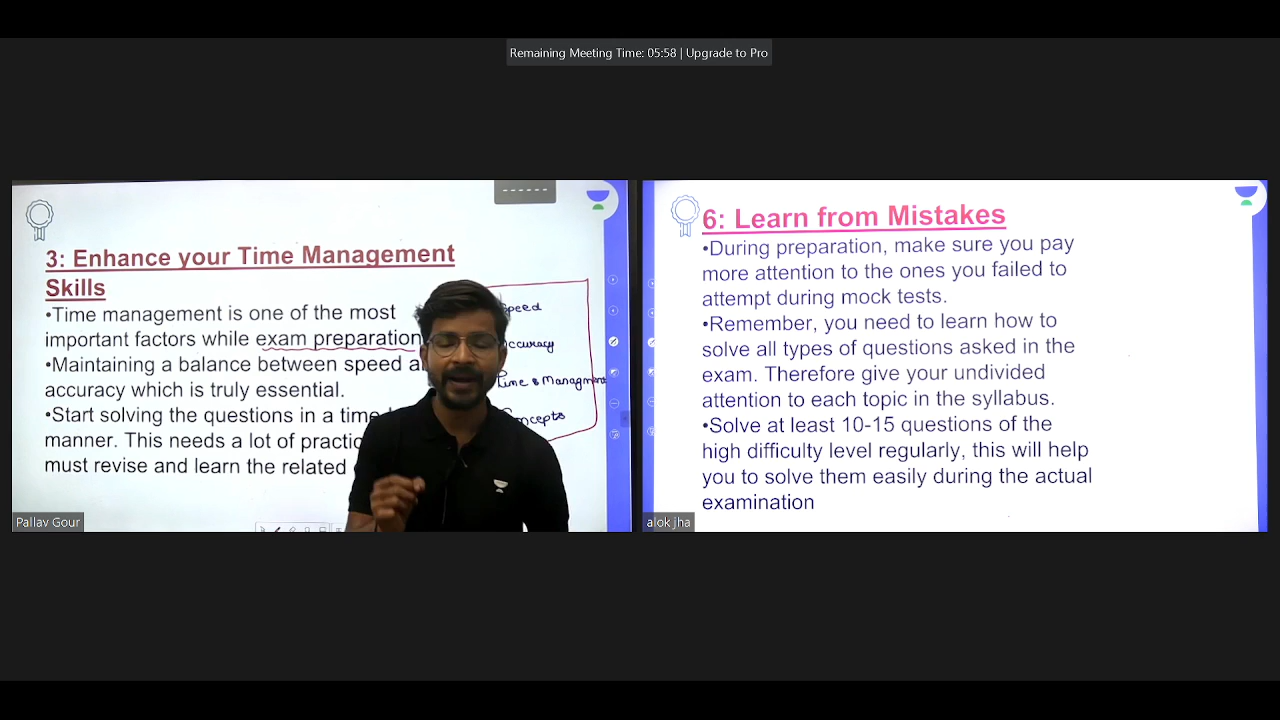 Remaining Meeting Time: 05:58 | Upgrade to Pro
3: Enhance your Time Management
Skills
•Time management is one of the most
important factors while exam preparation
•Maintaining a balance between speed
accuracy which is truly essential.
•Start solving the questions in a time
manner. This needs a lot of
must revise and learn the related
Speed
Accuracy
Time & Managment
Concepts
Pallav Gour
6: Learn from Mistakes
•During preparation, make sure you pay
more attention to the ones you failed to
attempt during mock tests.
•Remember, you need to learn how to
solve all types of questions asked in the
exam. Therefore give your undivided
attention to each topic in the syllabus.
•Solve at least 10-15 questions of the
high difficulty level regularly, this will help
you to solve them easily during the actual
examination
alok jha